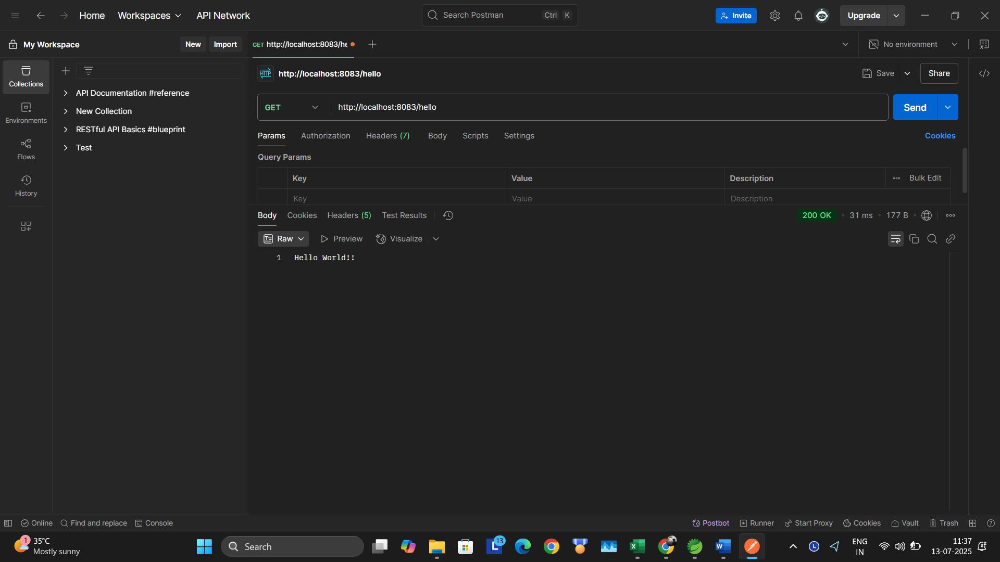 Home Workspaces API Network Search Postman Ctrl K Invite Upgrade
My Workspace New Import GET http://localhost:8083/he No environment
Collections
Environments
Flows
History
API Documentation #reference
New Collection
RESTful API Basics #blueprint
Test
HTTP http://localhost:8083/hello Save Share
GET http://localhost:8083/hello Send
Params Authorization Headers (7) Body Scripts Settings Cookies
Query Params
Key Value Description Bulk Edit
Key Value Description
Body Cookies Headers (5) Test Results 200 OK 31 ms 177 B
Raw Preview Visualize
1 Hello World!!
Online Find and replace Console Postbot Runner Start Proxy Cookies Vault Trash
1 35°C
Mostly sunny
Search
L 13
X
W
L
ENG
IN
11:37
13-07-2025